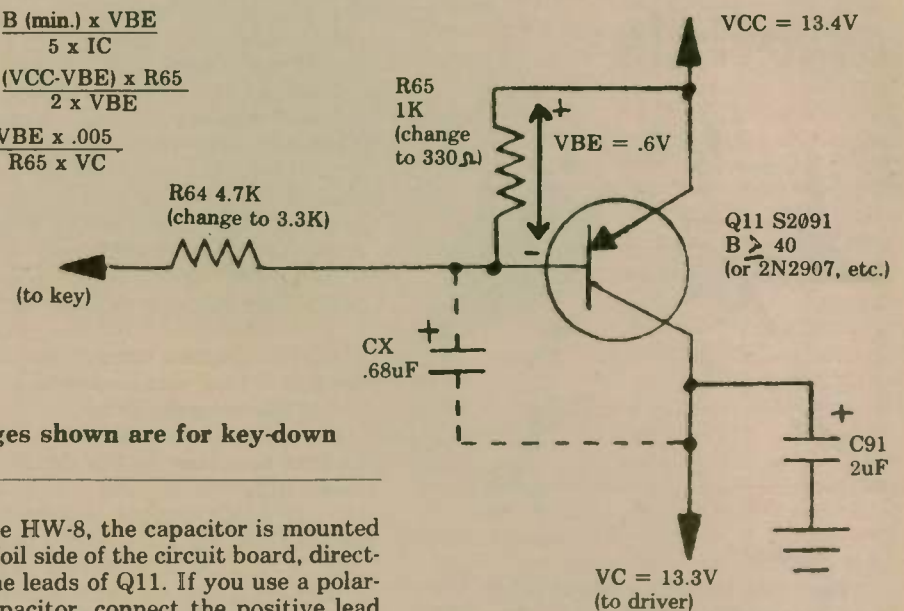 B (min.) x VBE
5 x IC
(VCC-VBE) x R65
2 x VBE
VBE x .005
R65 x VC
VCC = 13.4V
R65
1K
(change
to 330Ω)
+
VBE = .6V
-
R64 4.7K
(change to 3.3K)
(to key)
Q11 S2091
B ≥ 40
(or 2N2907, etc.)
+
CX
.68uF
+
C91
2uF
VC = 13.3V
(to driver)
ges shown are for key-down
e HW-8, the capacitor is mounted
oil side of the circuit board, direct-
he leads of Q11. If you use a polar-
apacitor, connect the positive lead